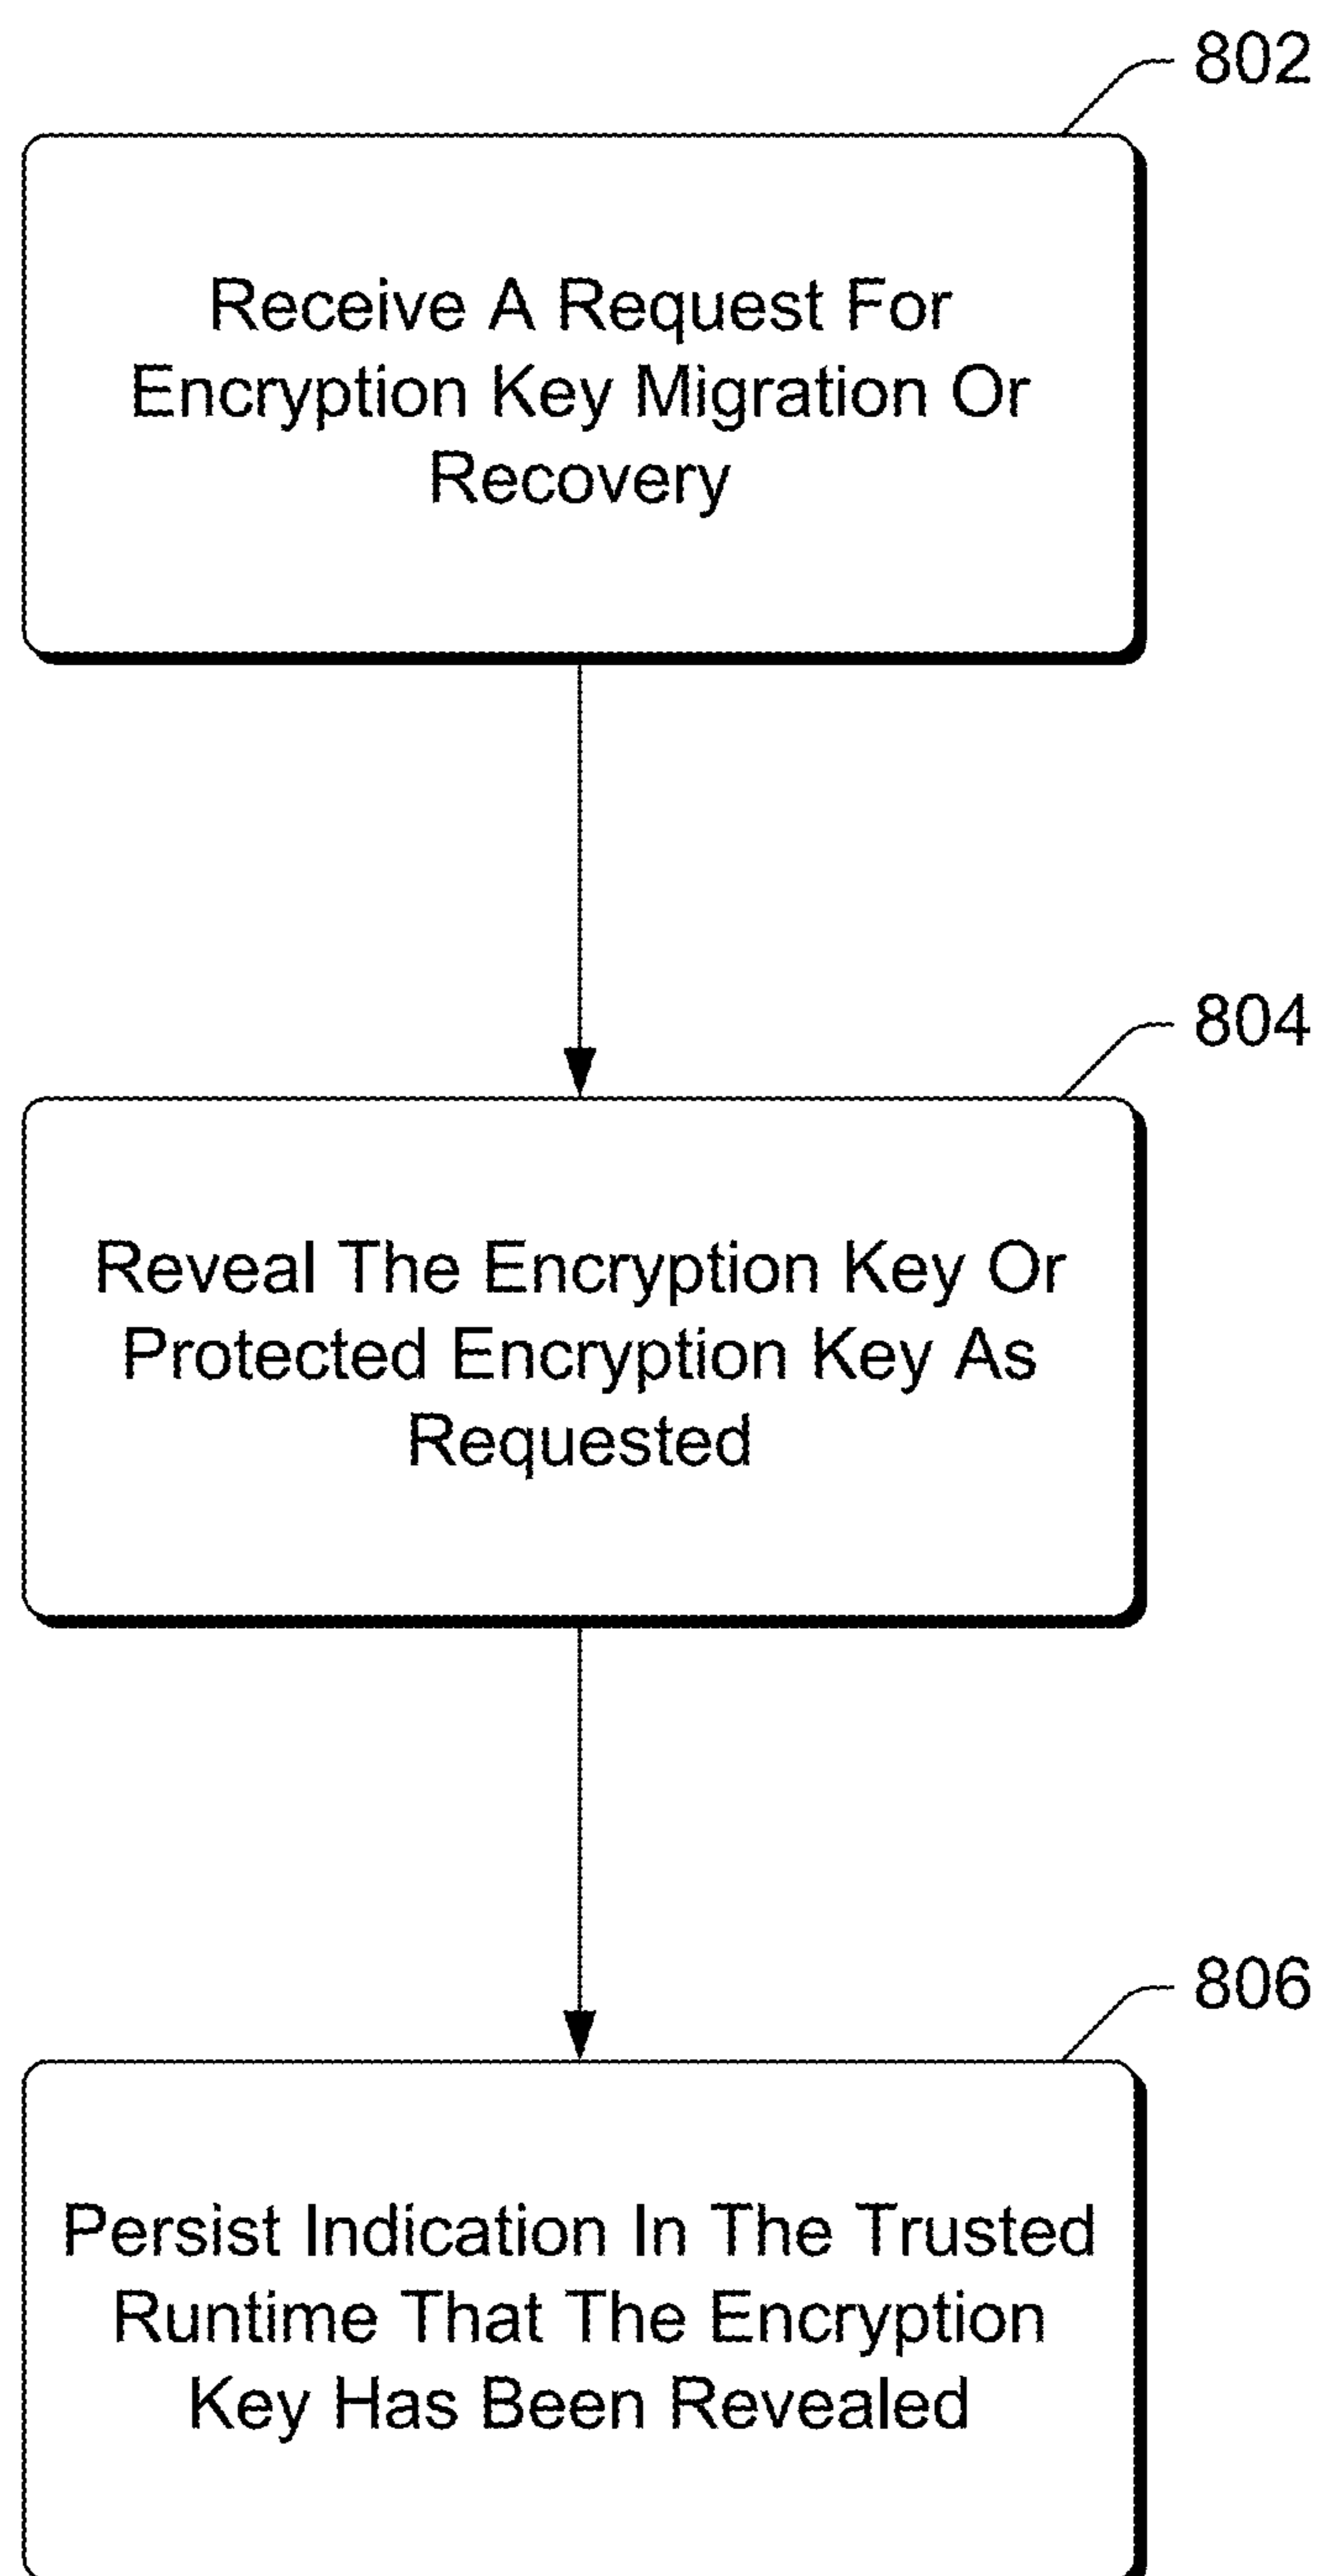 802
Receive A Request For
Encryption Key Migration Or
Recovery
804
Reveal The Encryption Key Or
Protected Encryption Key As
Requested
806
Persist Indication In The Trusted
Runtime That The Encryption
Key Has Been Revealed